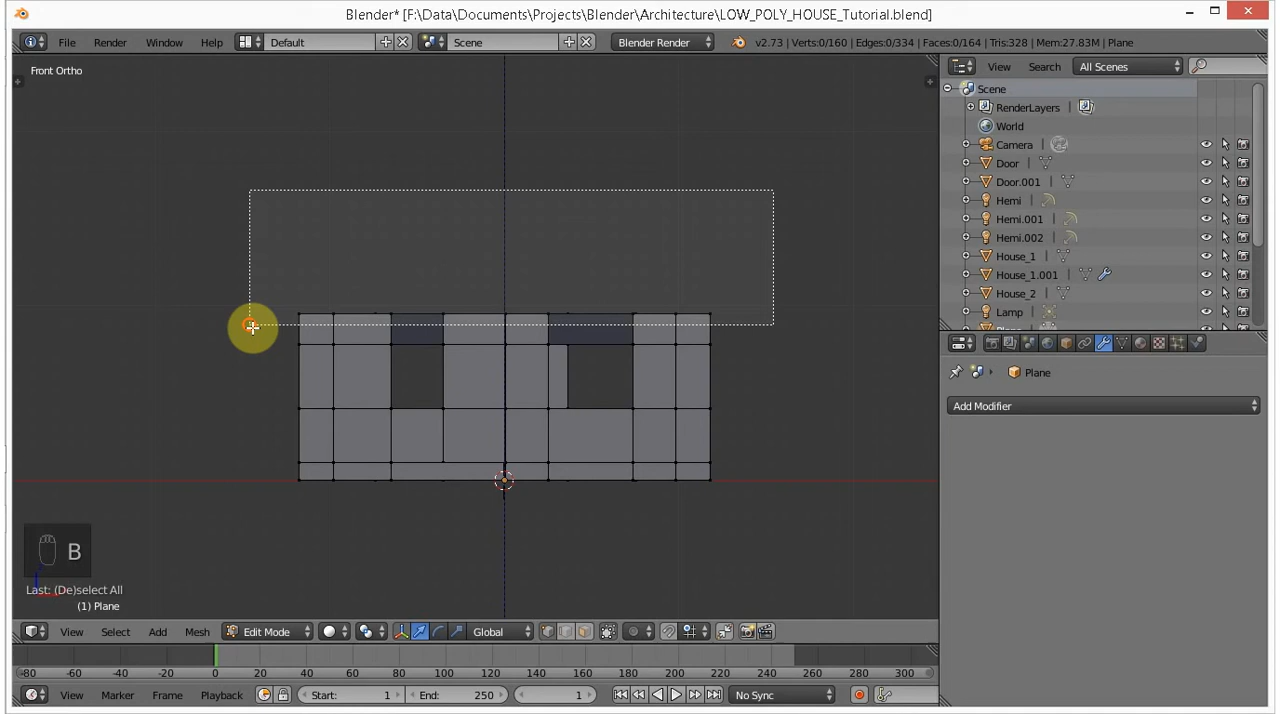 Blender* [F:\Data\Documents\Projects\Blender\Architecture\LOW_POLY_HOUSE_Tutorial.blend]
File Render Window Help Default Scene Blender Render v2.73 | Verts:0/160 | Edges:0/334 | Faces:0/164 | Tris:328 | Mem:27.83M | Plane
Front Ortho
View Search All Scenes
Scene
RenderLayers
World
Camera
Door
Door.001
Hemi
Hemi.001
Hemi.002
House_1
House_1.001
House_2
Lamp
Plane
Add Modifier
B
Last: (De)select All
(1) Plane
View Select Add Mesh Edit Mode Global
-80 -60 -40 -20 0 20 40 60 80 100 120 140 160 180 200 220 240 260 280 300
View Marker Frame Playback Start: 1 End: 250 1 No Sync